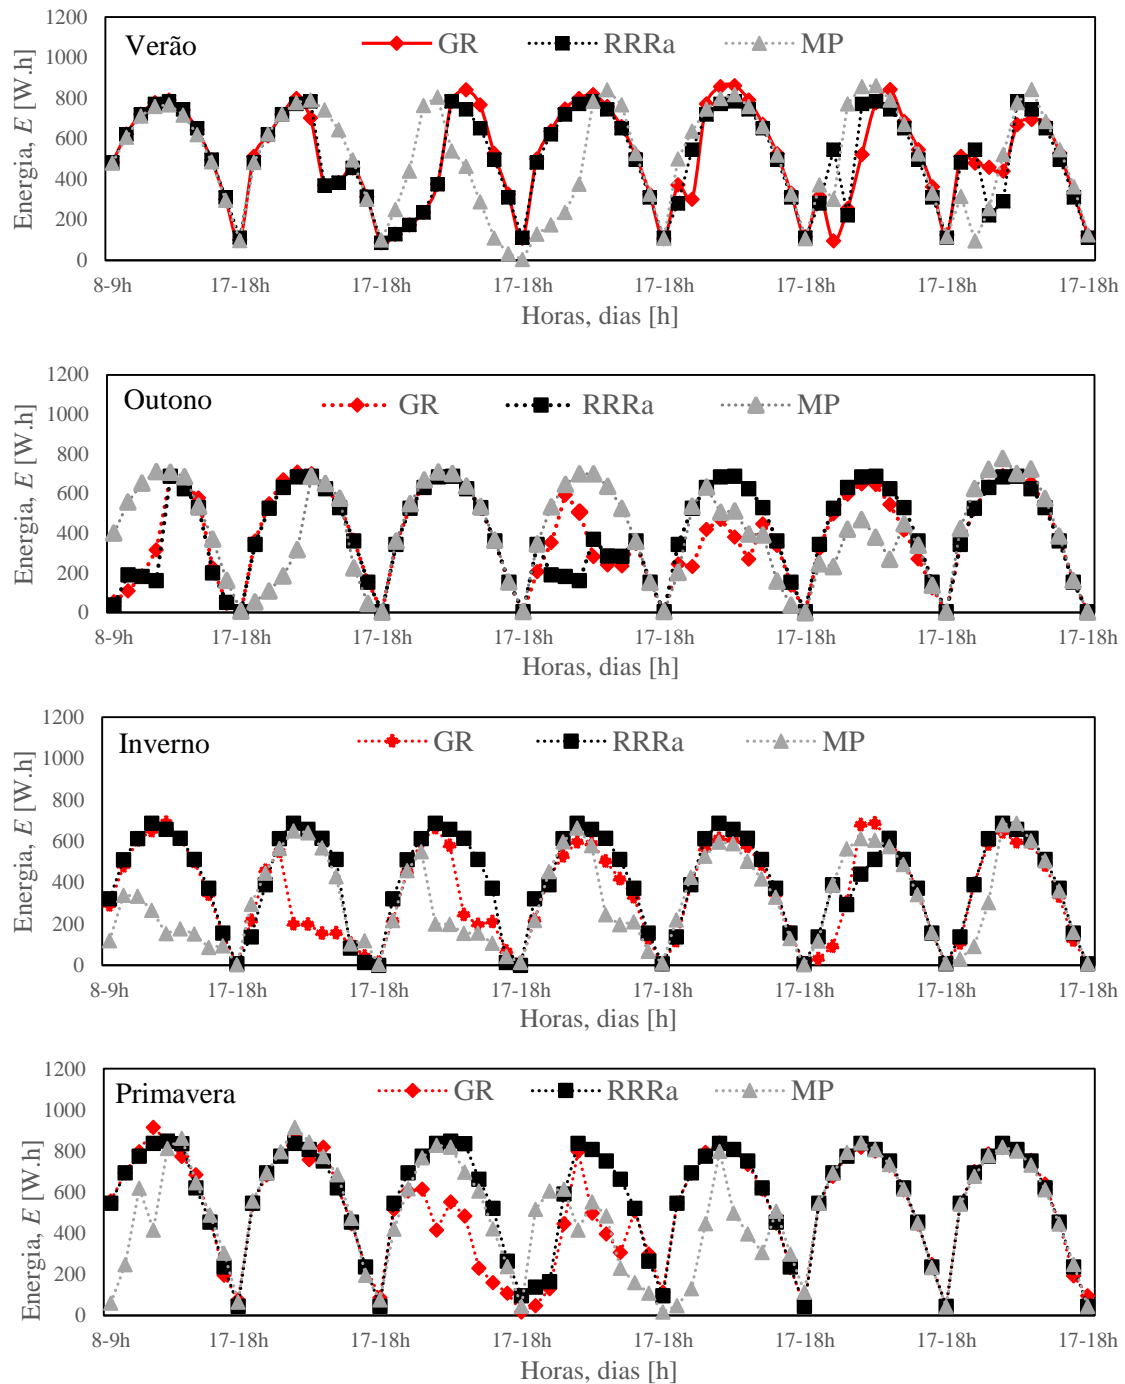 1200
1000
800
600
400
200
0
Energia, E [W.h]
Verão
GR RRRa MP
8-9h 17-18h 17-18h 17-18h 17-18h 17-18h 17-18h 17-18h
Horas, dias [h]
1200
1000
800
600
400
200
0
Energia, E [W.h]
Outono
GR RRRa MP
8-9h 17-18h 17-18h 17-18h 17-18h 17-18h 17-18h 17-18h
Horas, dias [h]
1200
1000
800
600
400
200
0
Energia, E [W.h]
Inverno
GR RRRa MP
8-9h 17-18h 17-18h 17-18h 17-18h 17-18h 17-18h 17-18h
Horas, dias [h]
1200
1000
800
600
400
200
0
Energia, E [W.h]
Primavera
GR RRRa MP
8-9h 17-18h 17-18h 17-18h 17-18h 17-18h 17-18h 17-18h
Horas, dias [h]